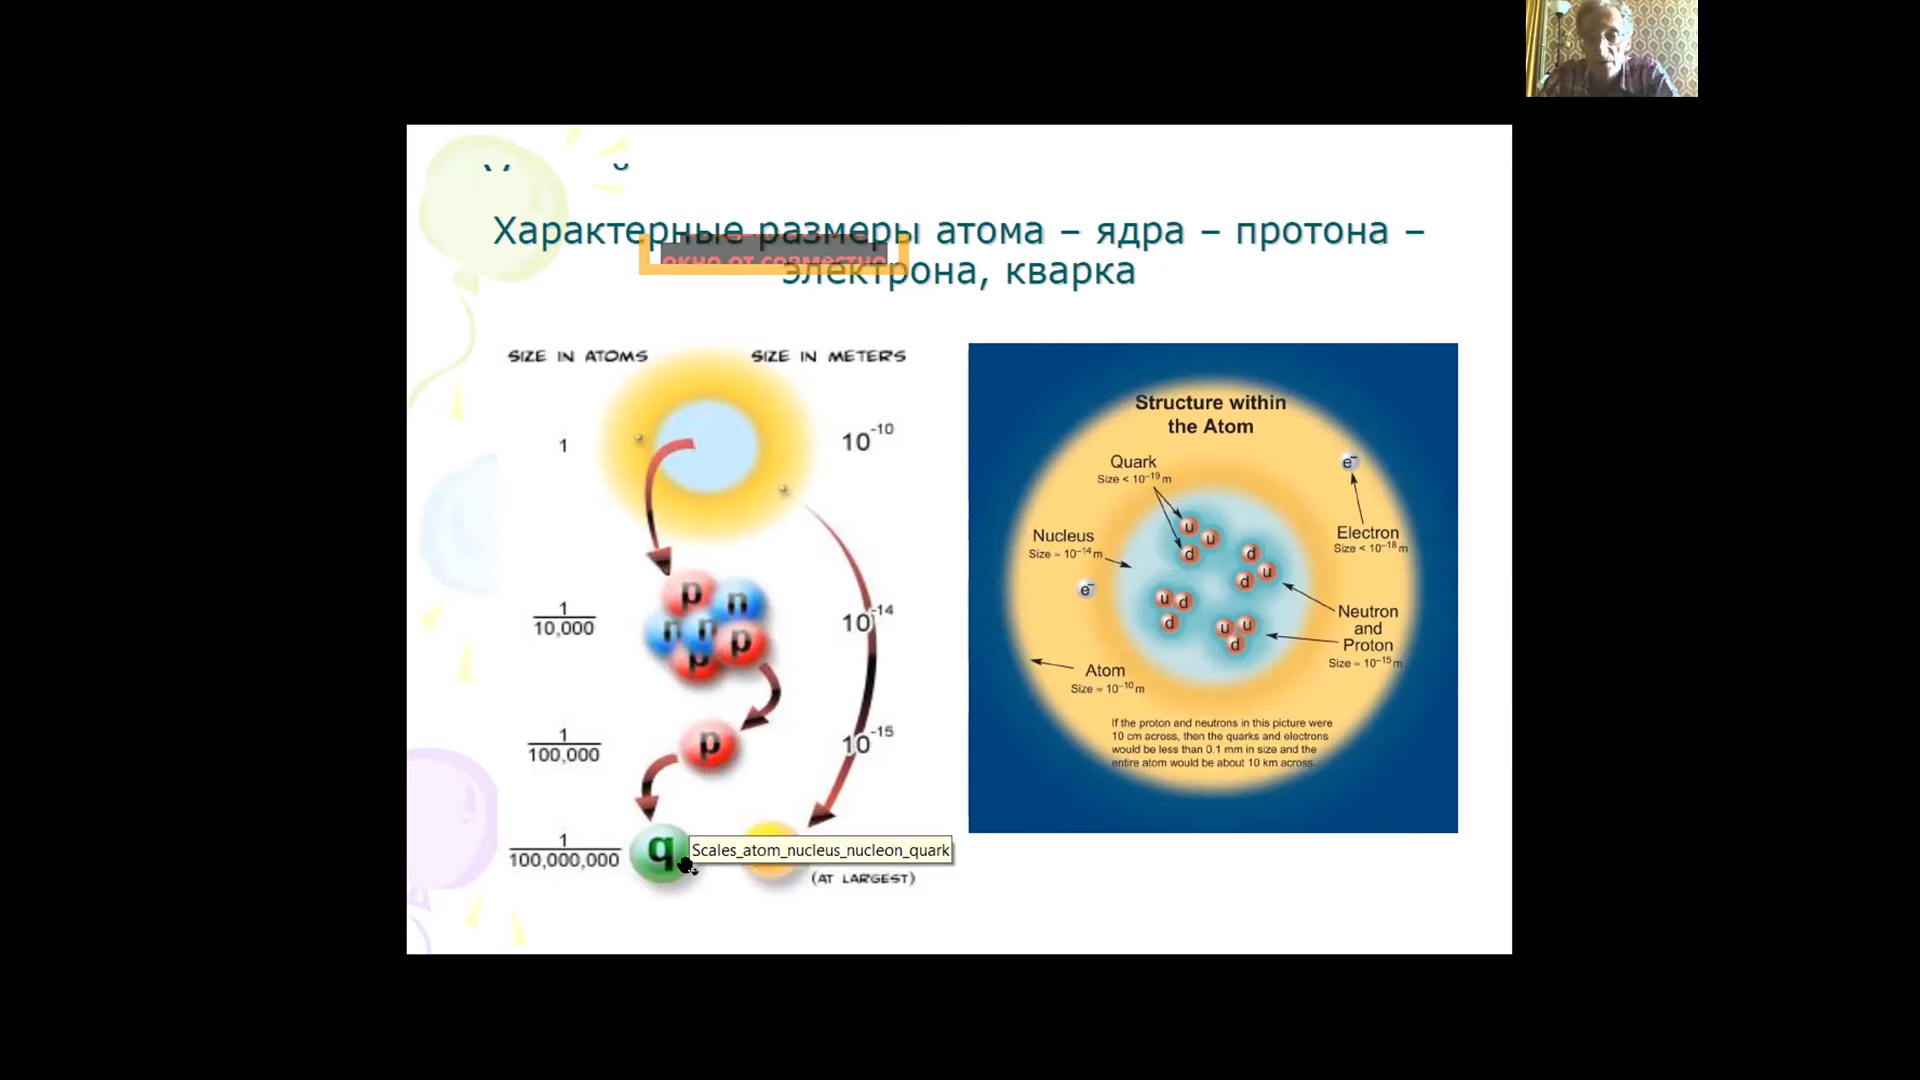 Характерные размеры атома – ядра – протона –
электрона, кварка
окно от совместно
SIZE IN ATOMS
SIZE IN METERS
1
10-10
p
n
n
n
p
p
1
10,000
10-14
p
1
100,000
10-15
q
1
100,000,000
Scales_atom_nucleus_nucleon_quark
(AT LARGEST)
Structure within
the Atom
Quark
Size < 10-19 m
e-
Electron
Size < 10-18 m
Nucleus
Size ≈ 10-14 m
e-
u
u
d
d
u
d
u
d
d
u
u
d
Neutron
and
Proton
Size ≈ 10-15 m
Atom
Size ≈ 10-10 m
If the proton and neutrons in this picture were
10 cm across, then the quarks and electrons
would be less than 0.1 mm in size and the
entire atom would be about 10 km across.